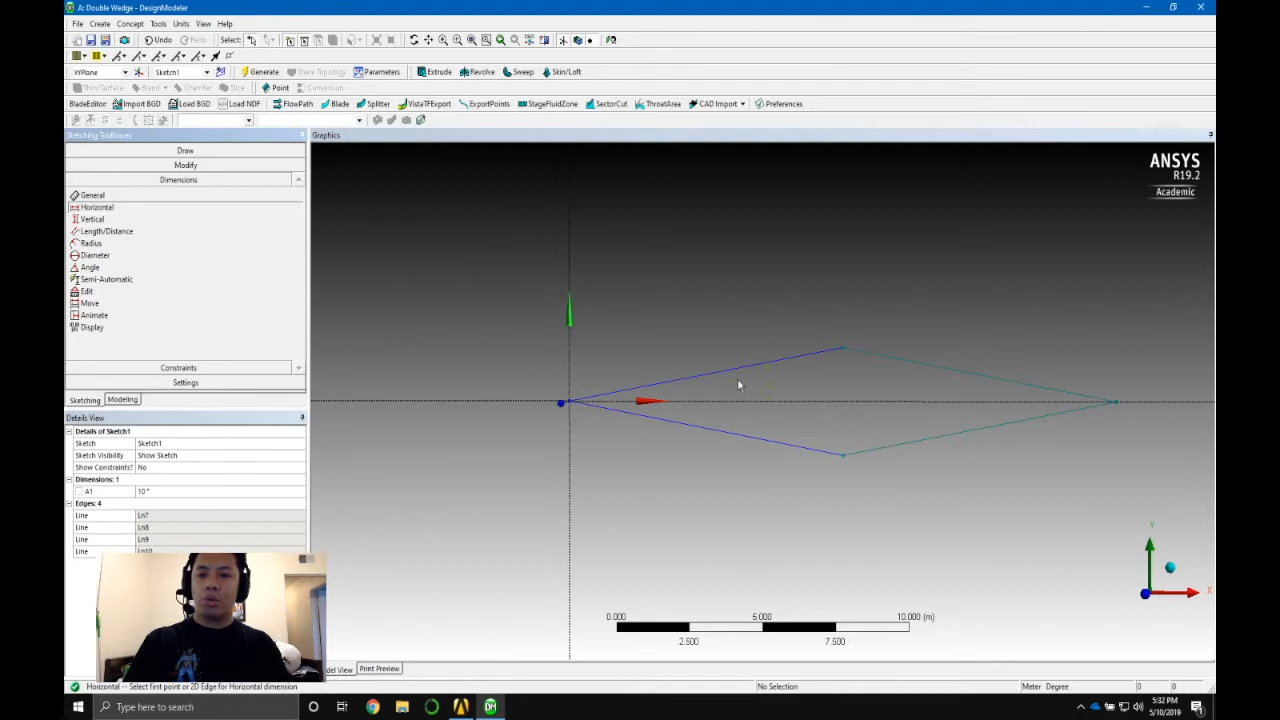 A: Double Wedge - DesignModeler
File Create Concept Tools Units View Help
Undo Redo Select:
XYPlane Sketch1 Generate Share Topology Parameters Extrude Revolve Sweep Skin/Loft
Thin/Surface Blend Chamfer Slice Point Conversion
BladeEditor: Import BGD Load BGD Load NDF FlowPath Blade Splitter VistaTFExport ExportPoints StageFluidZone SectorCut ThroatArea CAD Import Preferences
Sketching Toolboxes
Draw
Modify
Dimensions
General
Horizontal
Vertical
Length/Distance
Radius
Diameter
Angle
Semi-Automatic
Edit
Move
Animate
Display
Constraints
Settings
Sketching Modeling
Details View
Details of Sketch1
Sketch Sketch1
Sketch Visibility Show Sketch
Show Constraints? No
Dimensions: 1
A1 10 °
Edges: 4
Line Ln7
Line Ln8
Line Ln9
Line Ln10
Graphics
ANSYS
R19.2
Academic
Y
X
0.000 5.000 10.000 (m)
2.500 7.500
Print Preview
Horizontal -- Select first point or 2D Edge for Horizontal dimension
No Selection
Meter Degree 0 0
Type here to search
DM
5:32 PM
5/10/2019